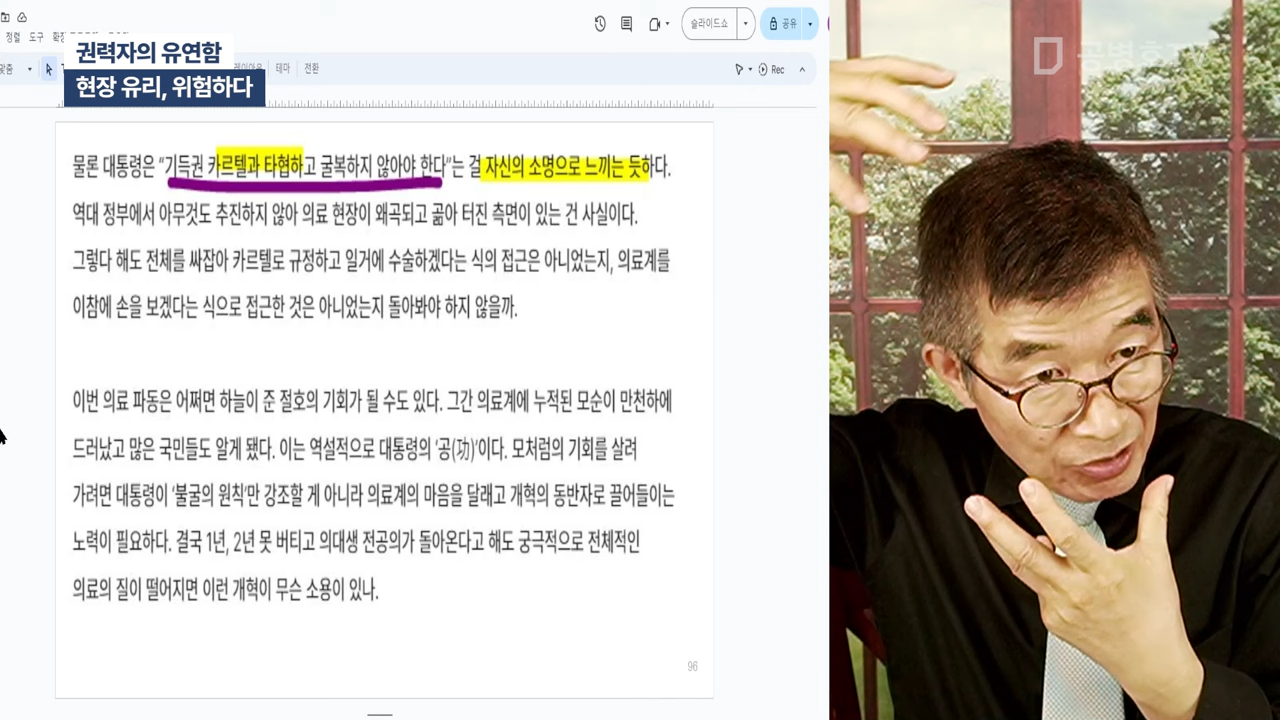 정렬 도구
권력자의 유연함
현장 유리, 위험하다
슬라이드쇼
공유
맞춤
테마
전환
Rec
공병호TV
물론 대통령은 “기득권 카르텔과 타협하고 굴복하지 않아야 한다”는 걸 자신의 소명으로 느끼는 듯하다.
역대 정부에서 아무것도 추진하지 않아 의료 현장이 왜곡되고 곪아 터진 측면이 있는 건 사실이다.
그렇다 해도 전체를 싸잡아 카르텔로 규정하고 일거에 수술하겠다는 식의 접근은 아니었는지, 의료계를
이참에 손을 보겠다는 식으로 접근한 것은 아니었는지 돌아봐야 하지 않을까.
이번 의료 파동은 어쩌면 하늘이 준 절호의 기회가 될 수도 있다. 그간 의료계에 누적된 모순이 만천하에
드러났고 많은 국민들도 알게 됐다. 이는 역설적으로 대통령의 ‘공(功)’이다. 모처럼의 기회를 살려
가려면 대통령이 ‘불굴의 원칙’만 강조할 게 아니라 의료계의 마음을 달래고 개혁의 동반자로 끌어들이는
노력이 필요하다. 결국 1년, 2년 못 버티고 의대생 전공의가 돌아온다고 해도 궁극적으로 전체적인
의료의 질이 떨어지면 이런 개혁이 무슨 소용이 있나.
96